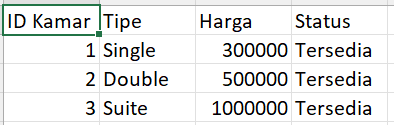 ID Kamar Tipe Harga Status
1 Single 300000 Tersedia
2 Double 500000 Tersedia
3 Suite 1000000 Tersedia